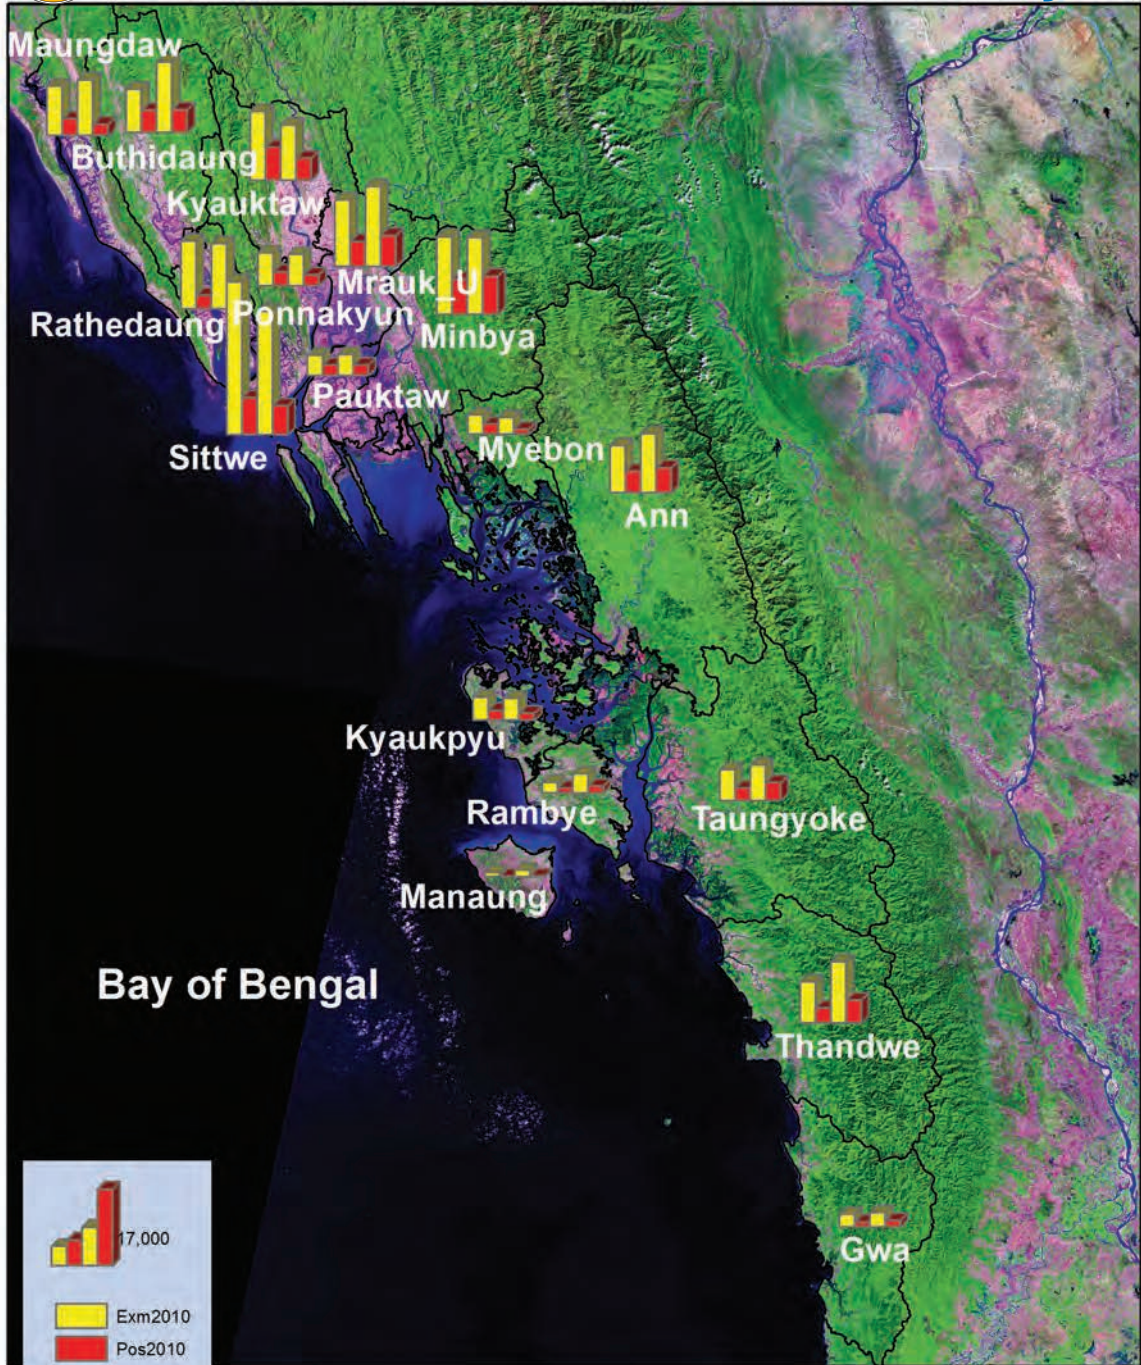 Maungdaw
Buthidaung
Kyauktaw
Mrauk_U
Rathedaung
Ponnakyun
Minbya
Pauktaw
Sittwe
Myebon
Ann
Kyaukpyu
Rambye
Taungyoke
Manaung
Bay of Bengal
Thandwe
Gwa
17,000
Exm2010
Pos2010